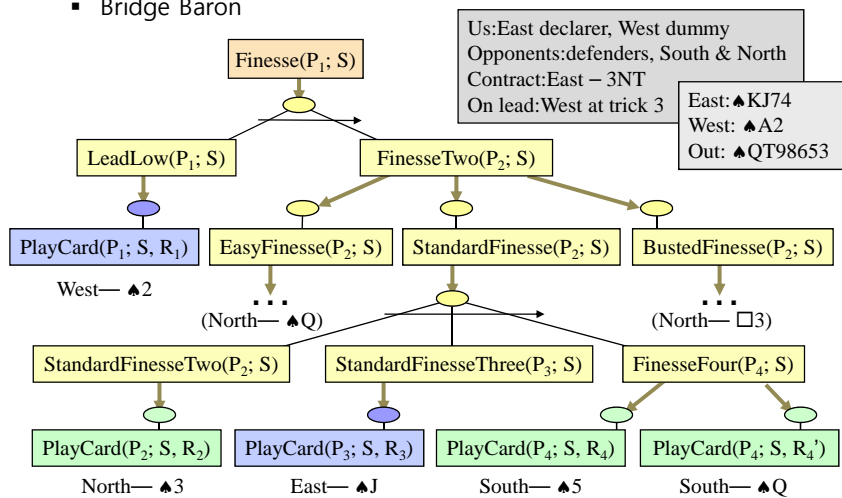 ▪ Bridge Baron
Us:East declarer, West dummy
Opponents:defenders, South & North
Contract:East – 3NT
On lead:West at trick 3
East:♠KJ74
West: ♠A2
Out: ♠QT98653
Finesse(P1; S)
LeadLow(P1; S)
FinesseTwo(P2; S)
PlayCard(P1; S, R1)
EasyFinesse(P2; S)
StandardFinesse(P2; S)
BustedFinesse(P2; S)
West— ♠2
...
...
(North— ♠Q)
(North— □3)
StandardFinesseTwo(P2; S)
StandardFinesseThree(P3; S)
FinesseFour(P4; S)
PlayCard(P2; S, R2)
PlayCard(P3; S, R3)
PlayCard(P4; S, R4)
PlayCard(P4; S, R4')
North— ♠3
East— ♠J
South— ♠5
South— ♠Q